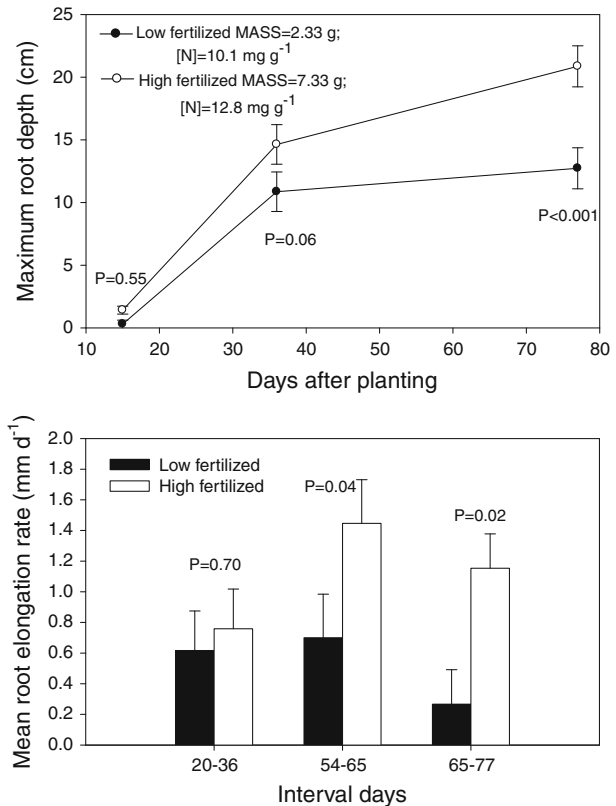 25
20
15
10
5
0
Maximum root depth (cm)
Low fertilized MASS=2.33 g;
[N]=10.1 mg g-1
High fertilized MASS=7.33 g;
[N]=12.8 mg g-1
P=0.55
P=0.06
P<0.001
10 20 30 40 50 60 70 80
Days after planting
2.0
1.8
1.6
1.4
1.2
1.0
0.8
0.6
0.4
0.2
0.0
Mean root elongation rate (mm d-1)
Low fertilized
High fertilized
P=0.70
P=0.04
P=0.02
20-36 54-65 65-77
Interval days